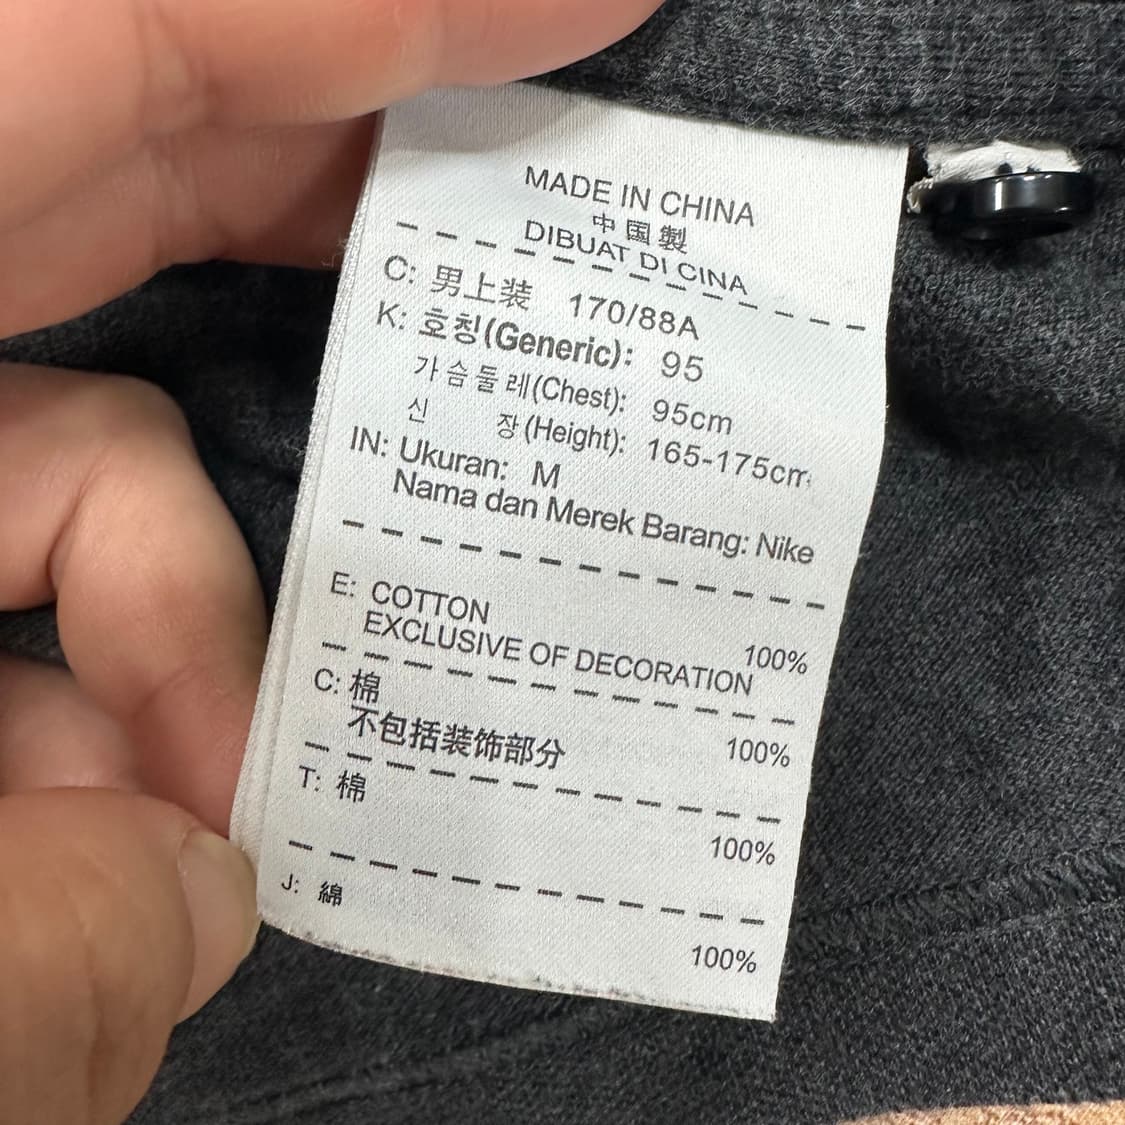 MADE IN CHINA
中国製
DIBUAT DI CINA
C: 男上装 170/88A
K: 호칭(Generic): 95
가슴둘레(Chest): 95cm
신 장(Height): 165-175cm
IN: Ukuran: M
Nama dan Merek Barang: Nike
E: COTTON 100%
EXCLUSIVE OF DECORATION
C: 棉 100%
不包括装饰部分
T: 棉 100%
J: 綿 100%